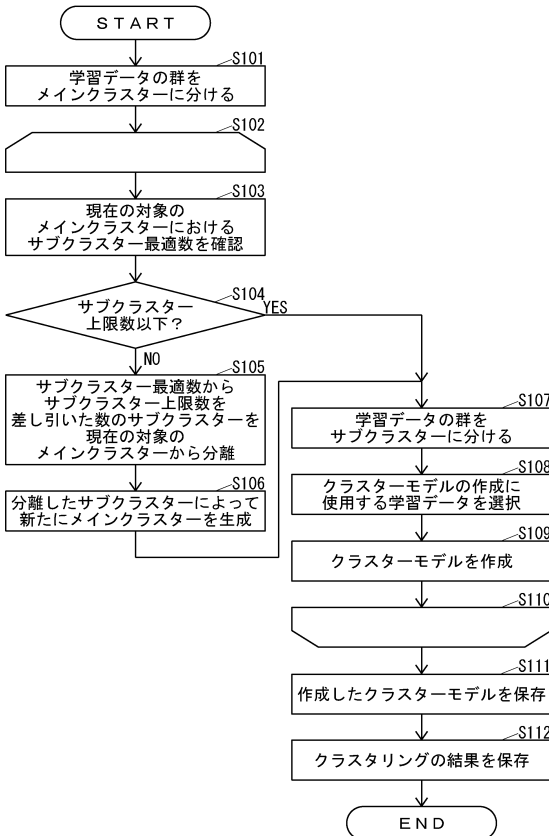 START
S101
学習データの群を
メインクラスターに分ける
S102
S103
現在の対象の
メインクラスターにおける
サブクラスター最適数を確認
S104
サブクラスター
上限数以下？
YES
NO
S105
サブクラスター最適数から
サブクラスター上限数を
差し引いた数のサブクラスターを
現在の対象の
メインクラスターから分離
S106
分離したサブクラスターによって
新たにメインクラスターを生成
S107
学習データの群を
サブクラスターに分ける
S108
クラスターモデルの作成に
使用する学習データを選択
S109
クラスターモデルを作成
S110
S111
作成したクラスターモデルを保存
S112
クラスタリングの結果を保存
END